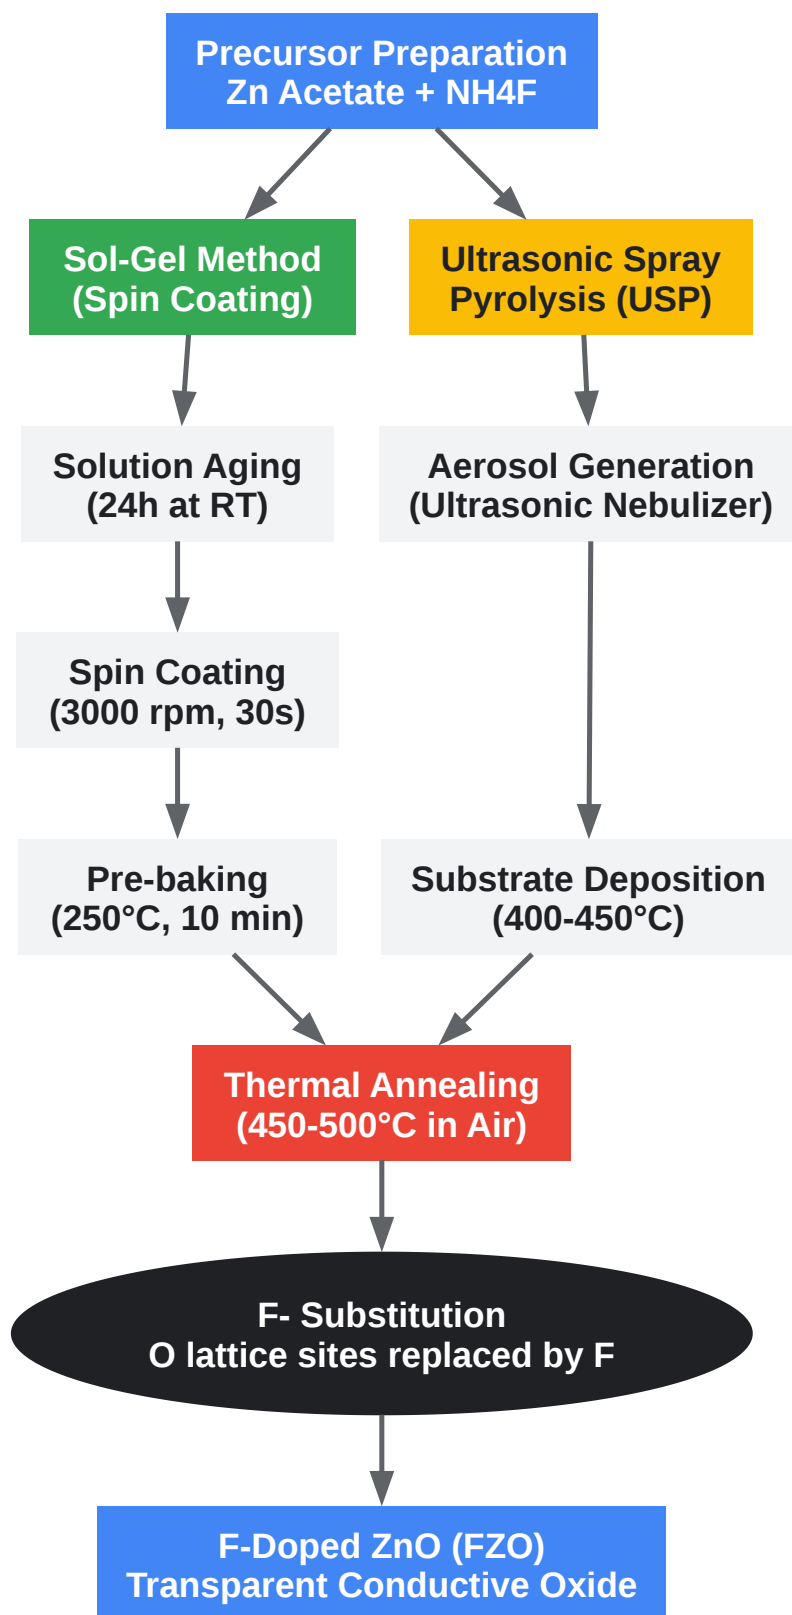 Precursor Preparation
Zn Acetate + NH4F
Sol-Gel Method
(Spin Coating)
Ultrasonic Spray
Pyrolysis (USP)
Solution Aging
(24h at RT)
Aerosol Generation
(Ultrasonic Nebulizer)
Spin Coating
(3000 rpm, 30s)
Pre-baking
(250°C, 10 min)
Substrate Deposition
(400-450°C)
Thermal Annealing
(450-500°C in Air)
F- Substitution
O lattice sites replaced by F
F-Doped ZnO (FZO)
Transparent Conductive Oxide